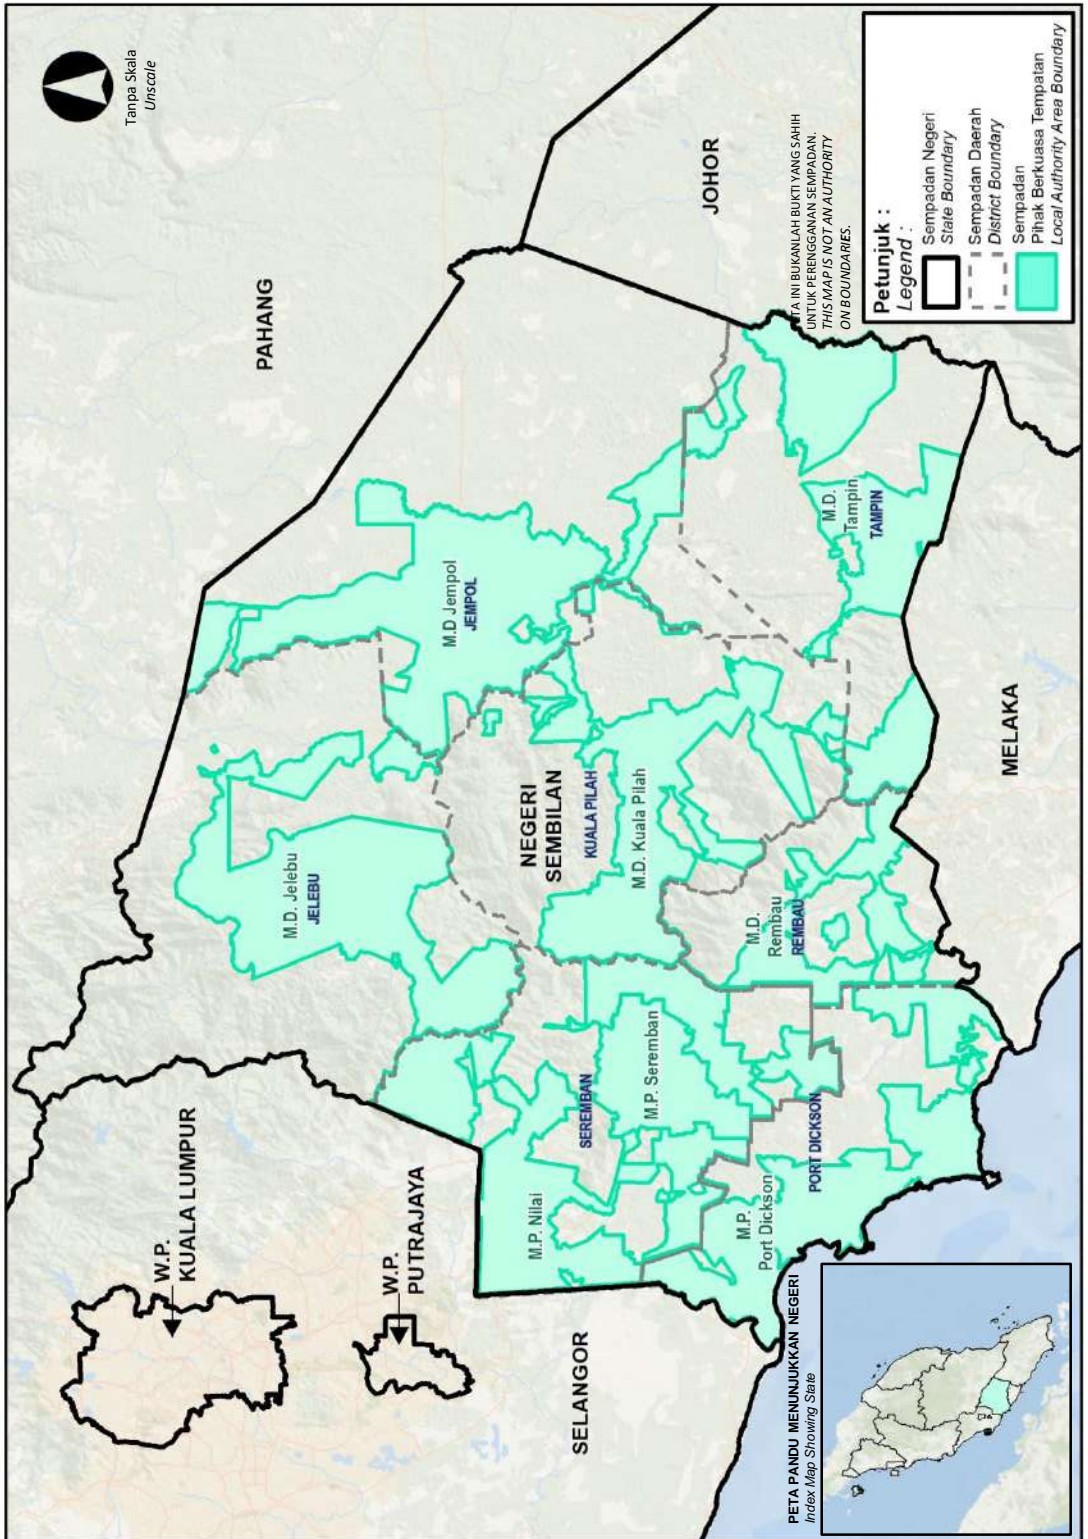 Tanpa Skala
Unscale
PAHANG
JOHOR
W.P.
KUALA LUMPUR
W.P.
PUTRAJAYA
SELANGOR
MELAKA
NEGERI
SEMBILAN
M.D. Jelebu
JELEBU
M.D Jempol
JEMPOL
KUALA PILAH
M.D. Kuala Pilah
M.P. Nilai
SEREMBAN
M.P. Seremban
M.D.
Rembau
REMBAU
M.D.
Tampin
TAMPIN
M.P.
Port Dickson
PORT DICKSON
TA INI BUKANLAH BUKTI YANG SAHIH
UNTUK PERENGGANAN SEMPADAN.
THIS MAP IS NOT AN AUTHORITY
ON BOUNDARIES.
Petunjuk :
Legend :
Sempadan Negeri
State Boundary
Sempadan Daerah
District Boundary
Sempadan
Pihak Berkuasa Tempatan
Local Authority Area Boundary
PETA PANDU MENUNJUKKAN NEGERI
Index Map Showing State